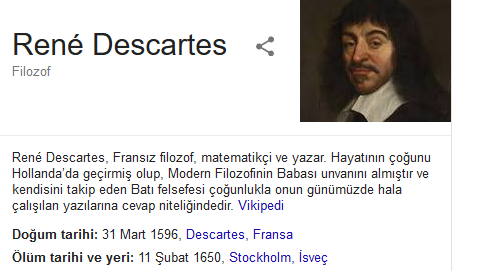 René Descartes
Filozof
René Descartes, Fransız filozof, matematikçi ve yazar. Hayatının çoğunu
Hollanda'da geçirmiş olup, Modern Filozofinin Babası unvanını almıştır ve
kendisini takip eden Batı felsefesi çoğunlukla onun günümüzde hala
çalışılan yazılarına cevap niteliğindedir. Vikipedi
Doğum tarihi: 31 Mart 1596, Descartes, Fransa
Ölüm tarihi ve yeri: 11 Şubat 1650, Stockholm, İsveç